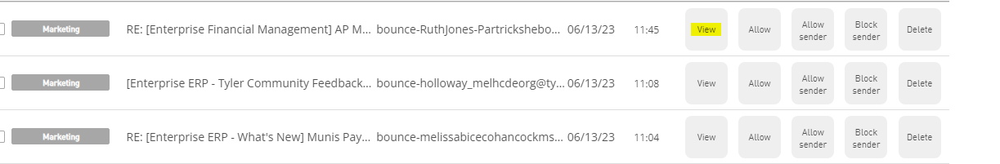 Marketing RE: [Enterprise Financial Management] AP M... bounce-RuthJones-Partrickshebo... 06/13/23 11:45 View Allow Allow sender Block sender Delete
Marketing [Enterprise ERP - Tyler Community Feedback... bounce-holloway_melhcdeorg@ty... 06/13/23 11:08 View Allow Allow sender Block sender Delete
Marketing RE: [Enterprise ERP - What's New] Munis Pay... bounce-melissabicecohancockms... 06/13/23 11:04 View Allow Allow sender Block sender Delete